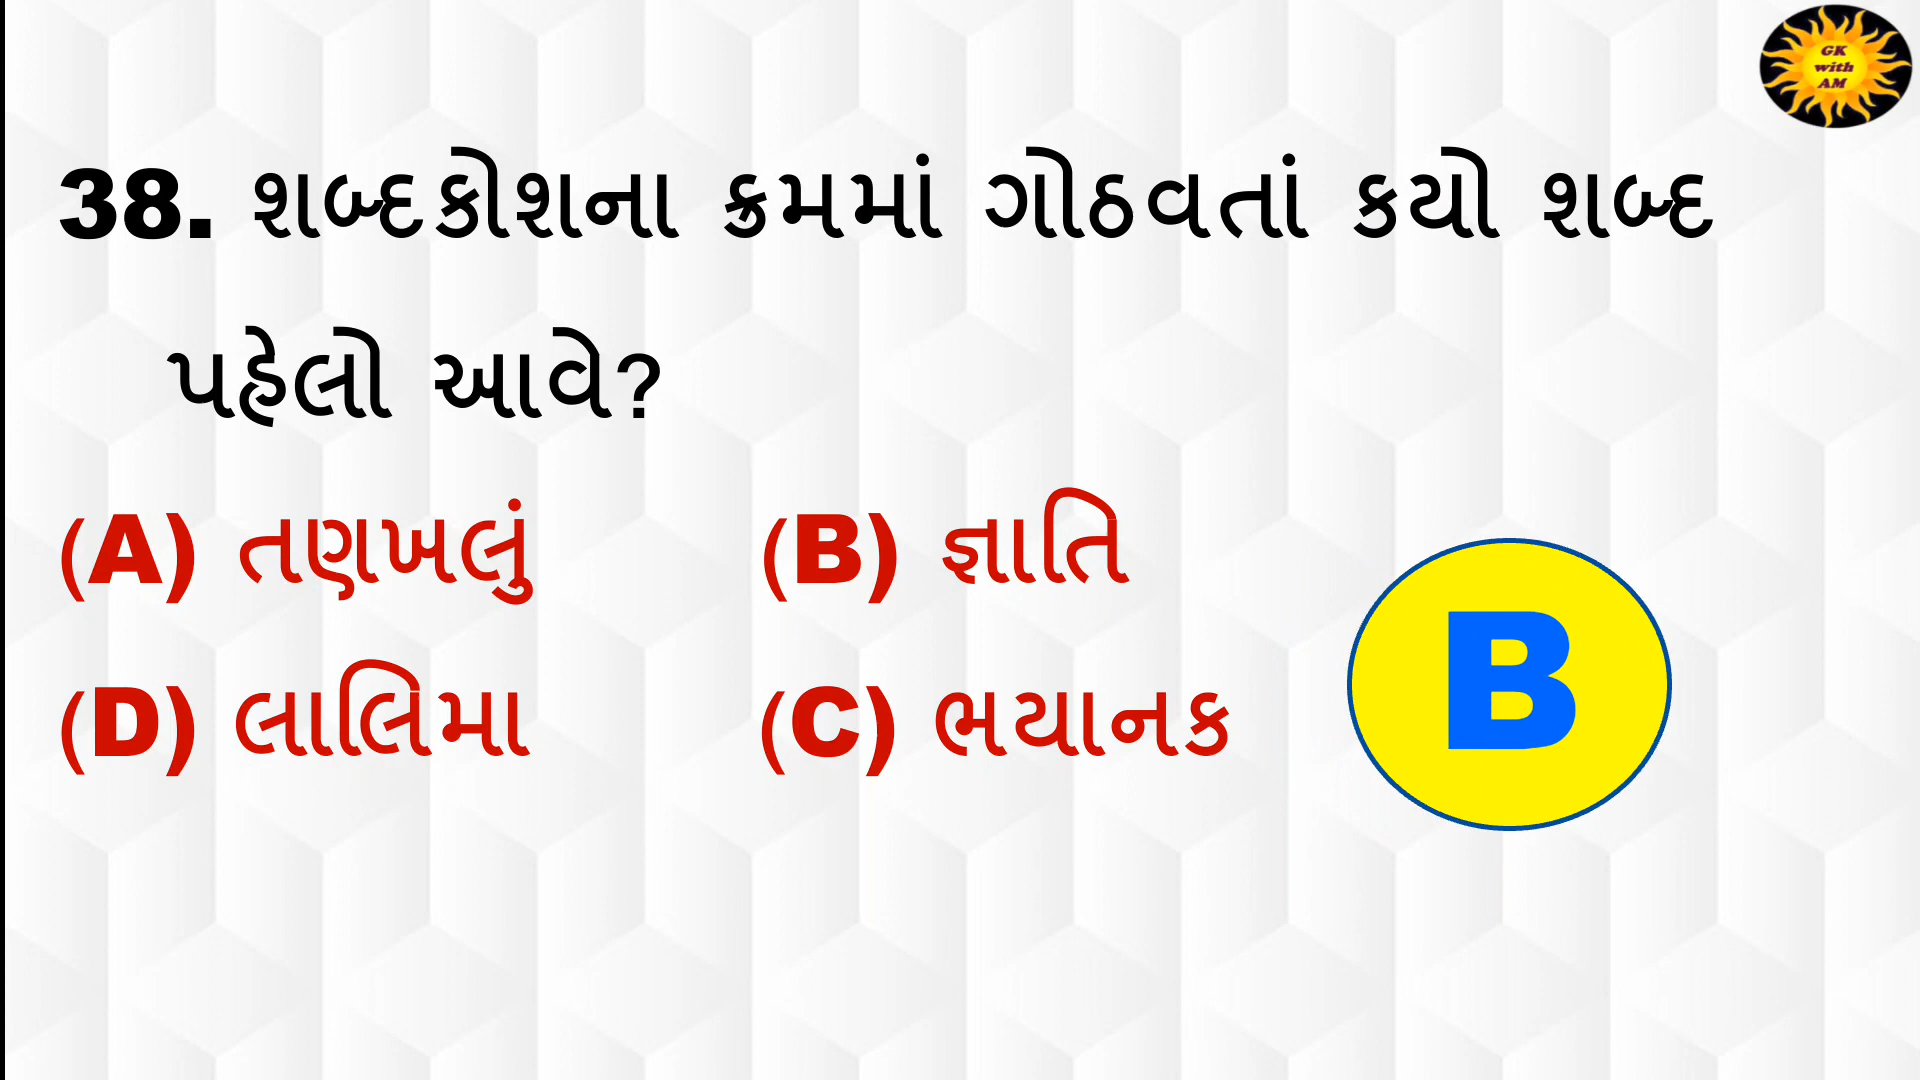 GK
with
AM
38. શબ્દકોશના ક્રમમાં ગોઠવતાં કયો શબ્દ
પહેલો આવે?
(A) તણખલું (B) જ્ઞાતિ
(D) લાલિમા (C) ભયાનક
B